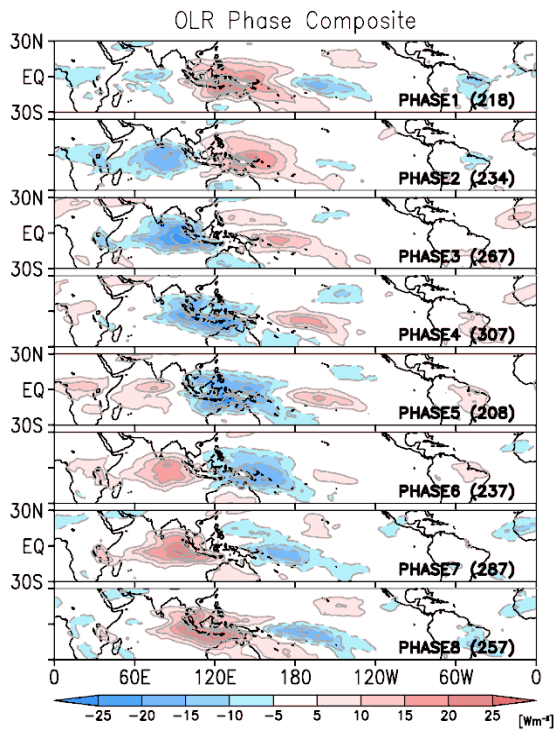 OLR Phase Composite
30N
EQ
30S
PHASE1 (218)
PHASE2 (234)
30N
EQ
30S
PHASE3 (267)
PHASE4 (307)
30N
EQ
30S
PHASE5 (208)
PHASE6 (237)
30N
EQ
30S
PHASE7 (287)
PHASE8 (257)
0 60E 120E 180 120W 60W 0
−25 −20 −15 −10 −5 5 10 15 20 25
[Wm⁻²]